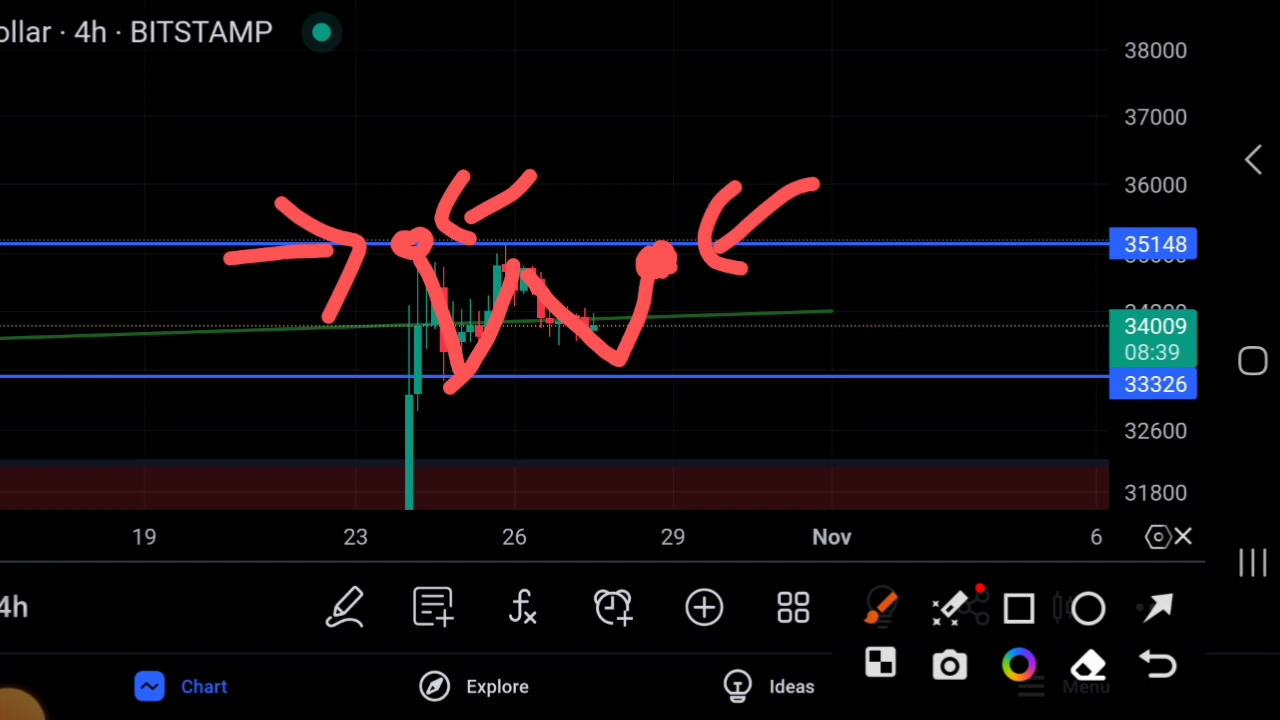 ollar · 4h · BITSTAMP
38000
37000
36000
35148
34009
08:39
33326
32600
31800
19 23 26 29 Nov 6
4h
Chart Explore Ideas Menu